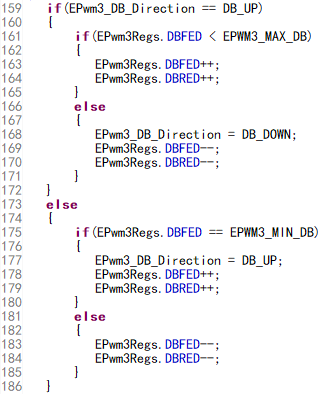 159 if(EPwm3_DB_Direction == DB_UP)
160 {
161 if(EPwm3Regs.DBFED < EPWM3_MAX_DB)
162 {
163 EPwm3Regs.DBFED++;
164 EPwm3Regs.DBRED++;
165 }
166 else
167 {
168 EPwm3_DB_Direction = DB_DOWN;
169 EPwm3Regs.DBFED--;
170 EPwm3Regs.DBRED--;
171 }
172 }
173 else
174 {
175 if(EPwm3Regs.DBFED == EPWM3_MIN_DB)
176 {
177 EPwm3_DB_Direction = DB_UP;
178 EPwm3Regs.DBFED++;
179 EPwm3Regs.DBRED++;
180 }
181 else
182 {
183 EPwm3Regs.DBFED--;
184 EPwm3Regs.DBRED--;
185 }
186 }